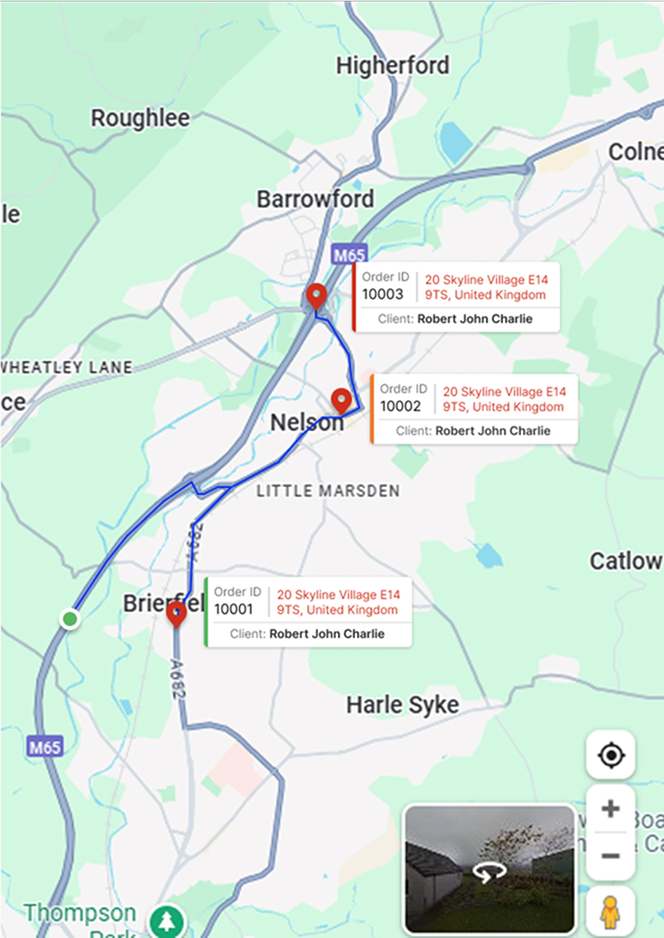 Higherford
Roughlee
Colne
le
Barrowford
M65
Order ID
10003
20 Skyline Village E14
9TS, United Kingdom
Client: Robert John Charlie
WHEATLEY LANE
ce
Order ID
10002
20 Skyline Village E14
9TS, United Kingdom
Client: Robert John Charlie
Nelson
LITTLE MARSDEN
A682
Catlow
Brierfiel
Order ID
10001
20 Skyline Village E14
9TS, United Kingdom
Client: Robert John Charlie
A682
Harle Syke
M65
Boa
& Ca
Thompson
Park